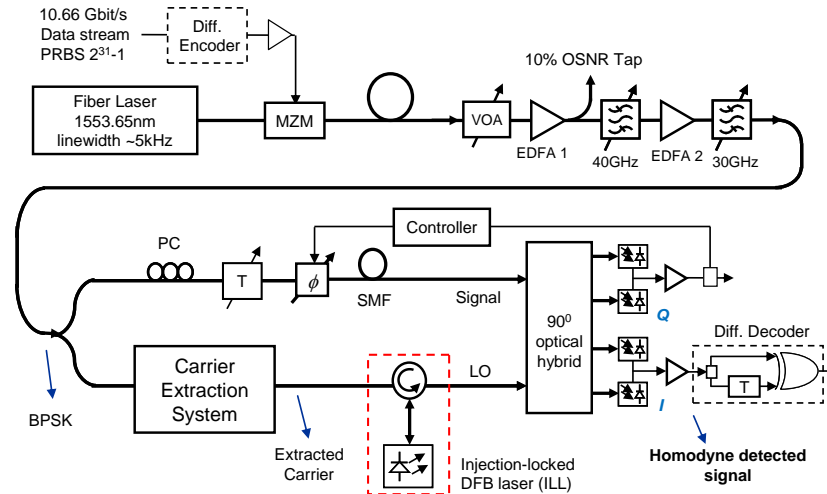 10.66 Gbit/s
Data stream
PRBS 2³¹-1
Diff.
Encoder
10% OSNR Tap
Fiber Laser
1553.65nm
linewidth ~5kHz
MZM
VOA
EDFA 1
40GHz
EDFA 2
30GHz
Controller
PC
T
ϕ
SMF
Signal
90⁰
optical
hybrid
Q
Diff. Decoder
T
I
Carrier
Extraction
System
LO
BPSK
Extracted
Carrier
Injection-locked
DFB laser (ILL)
Homodyne detected
signal